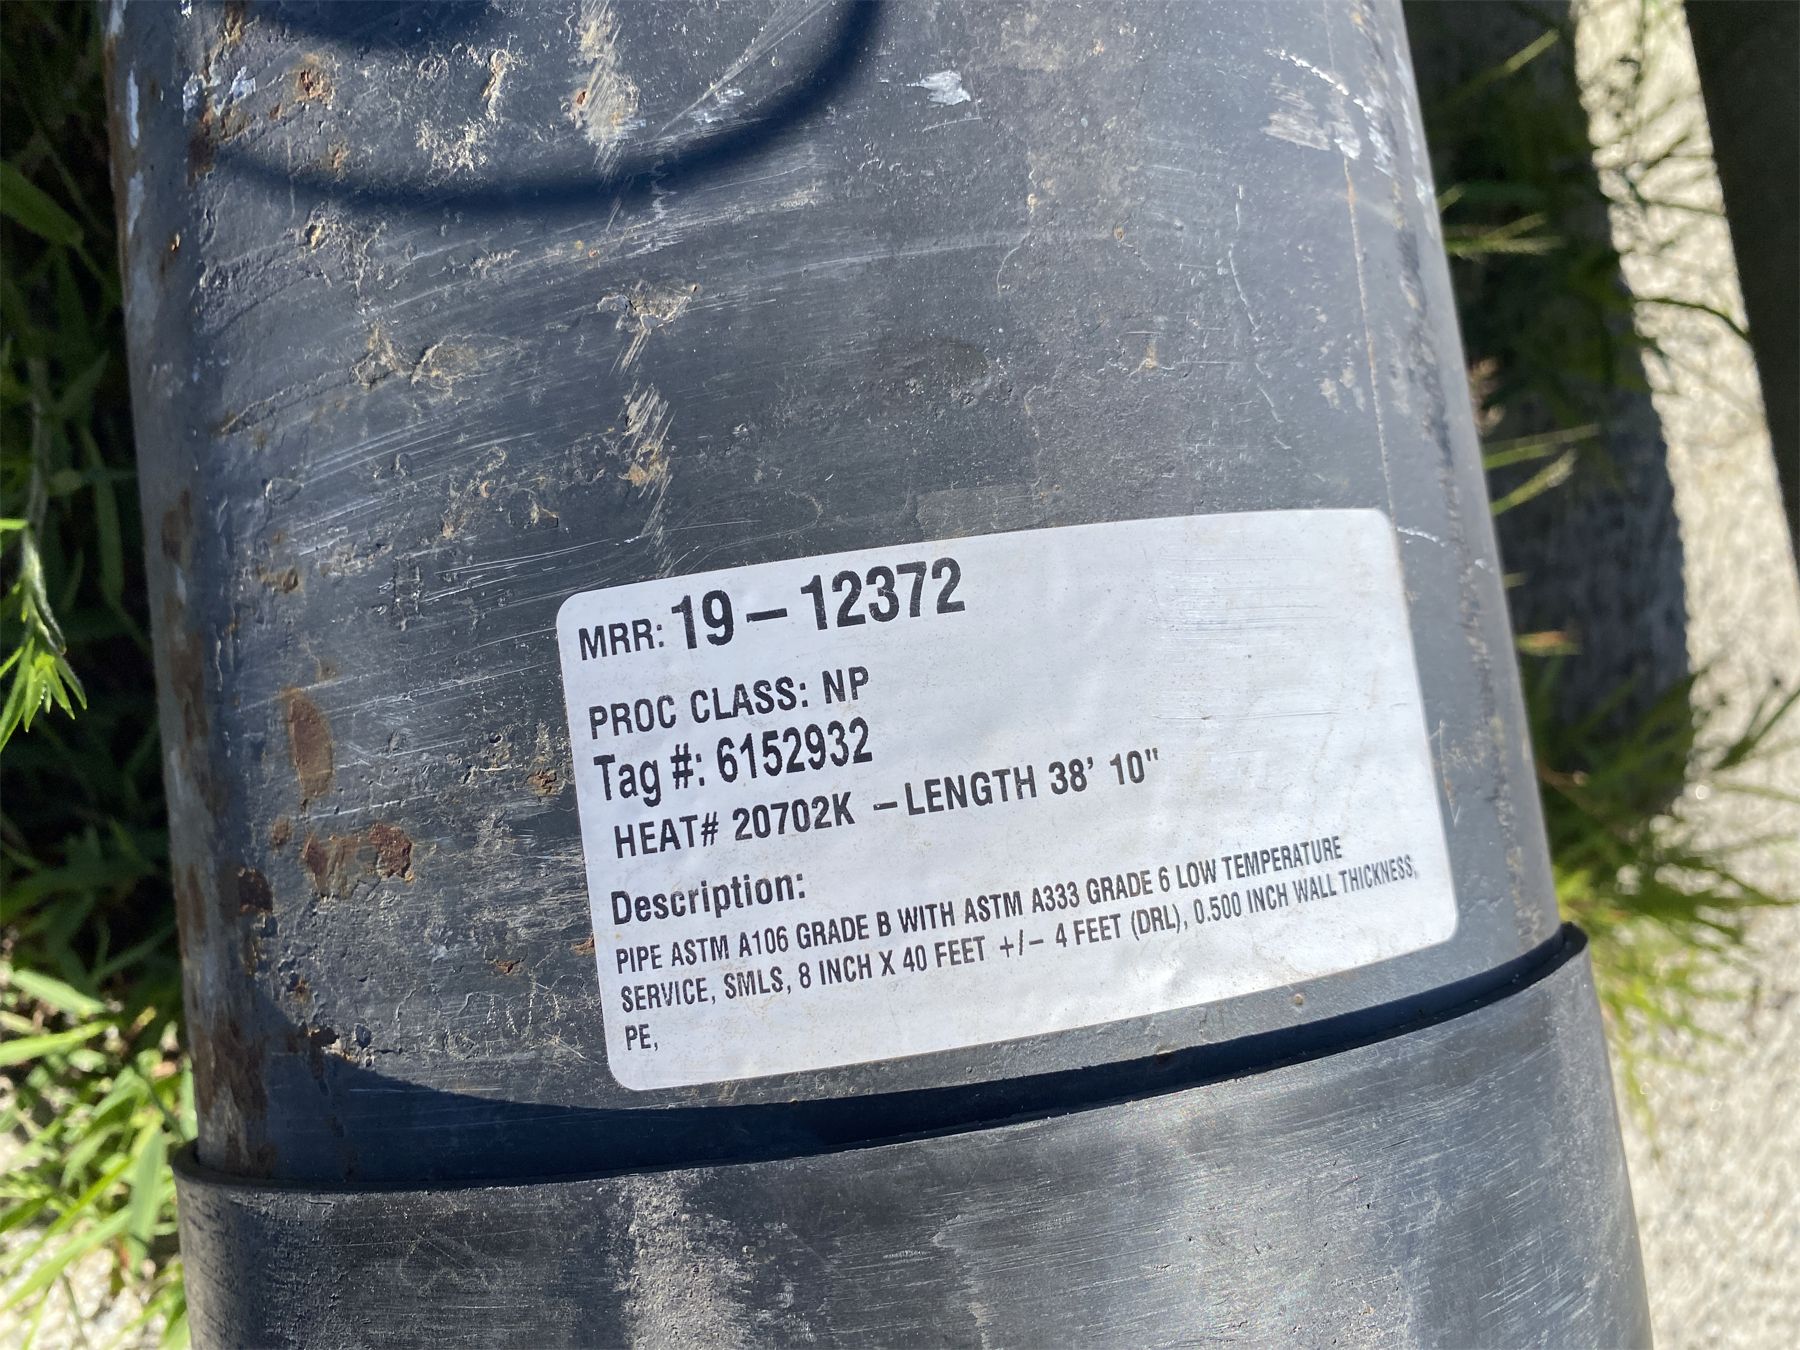 MRR: 19-12372
PROC CLASS: NP
Tag #: 6152932
HEAT# 20702K -LENGTH 38' 10"
Description:
PIPE ASTM A106 GRADE B WITH ASTM A333 GRADE 6 LOW TEMPERATURE
SERVICE, SMLS, 8 INCH X 40 FEET +/- 4 FEET (DRL), 0.500 INCH WALL THICKNESS,
PE,